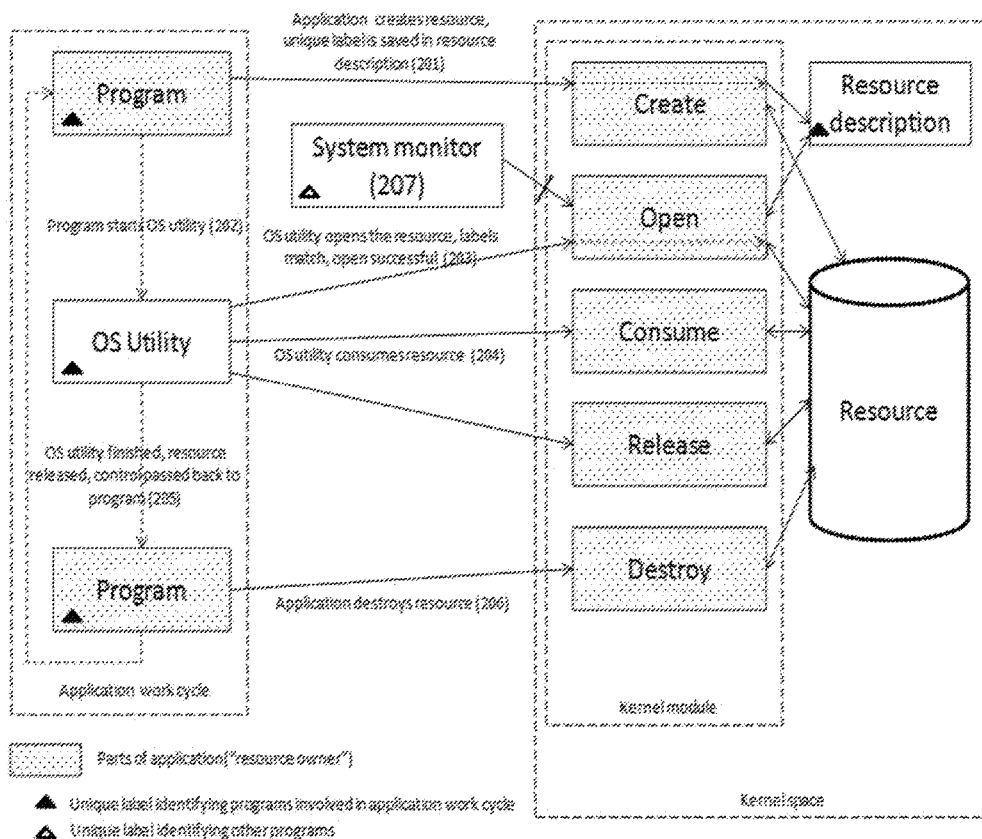 Application creates resource,
unique label is saved in resource
description (201)
Program
Create
Resource
description
System monitor
(207)
Open
Program starts OS utility (202)
OS utility opens the resource, labels
match, open successful (203)
OS Utility
Consume
OS utility consumes resource (204)
Resource
Release
OS utility finished, resource
released, control passed back to
program (205)
Program
Destroy
Application destroys resource (206)
Application work cycle
Kernel module
Parts of application ("resource owner")
Unique label identifying programs involved in application work cycle
Kernel space
Unique label identifying other programs